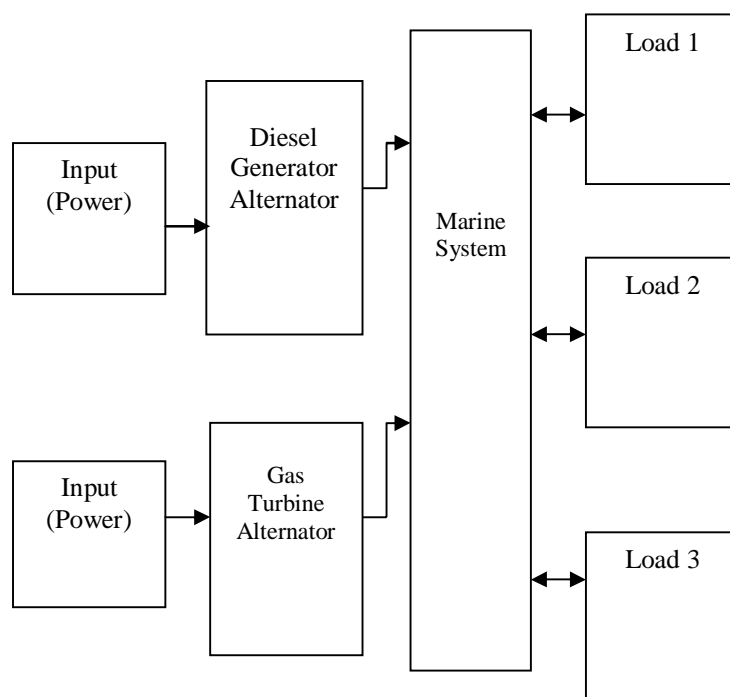 Input
(Power)
Diesel
Generator
Alternator
Marine
System
Load 1
Load 2
Input
(Power)
Gas
Turbine
Alternator
Load 3